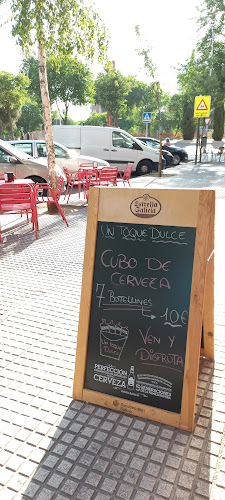 Estrella
Galicia
UN TOQUE DULCE
CUBO DE
CERVEZA
7 BOTELLINES
10€
VEN Y
DISFRUTA
PERFECCIÓN
CERVEZA